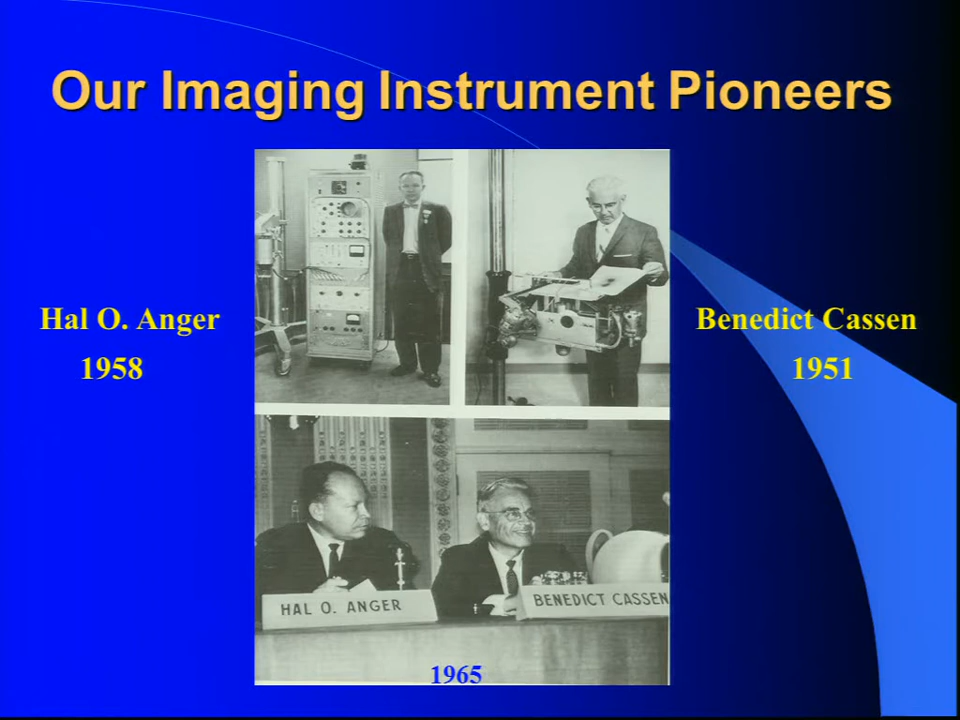 Our Imaging Instrument Pioneers
Hal O. Anger
1958
Benedict Cassen
1951
HAL O. ANGER
BENEDICT CASSEN
1965